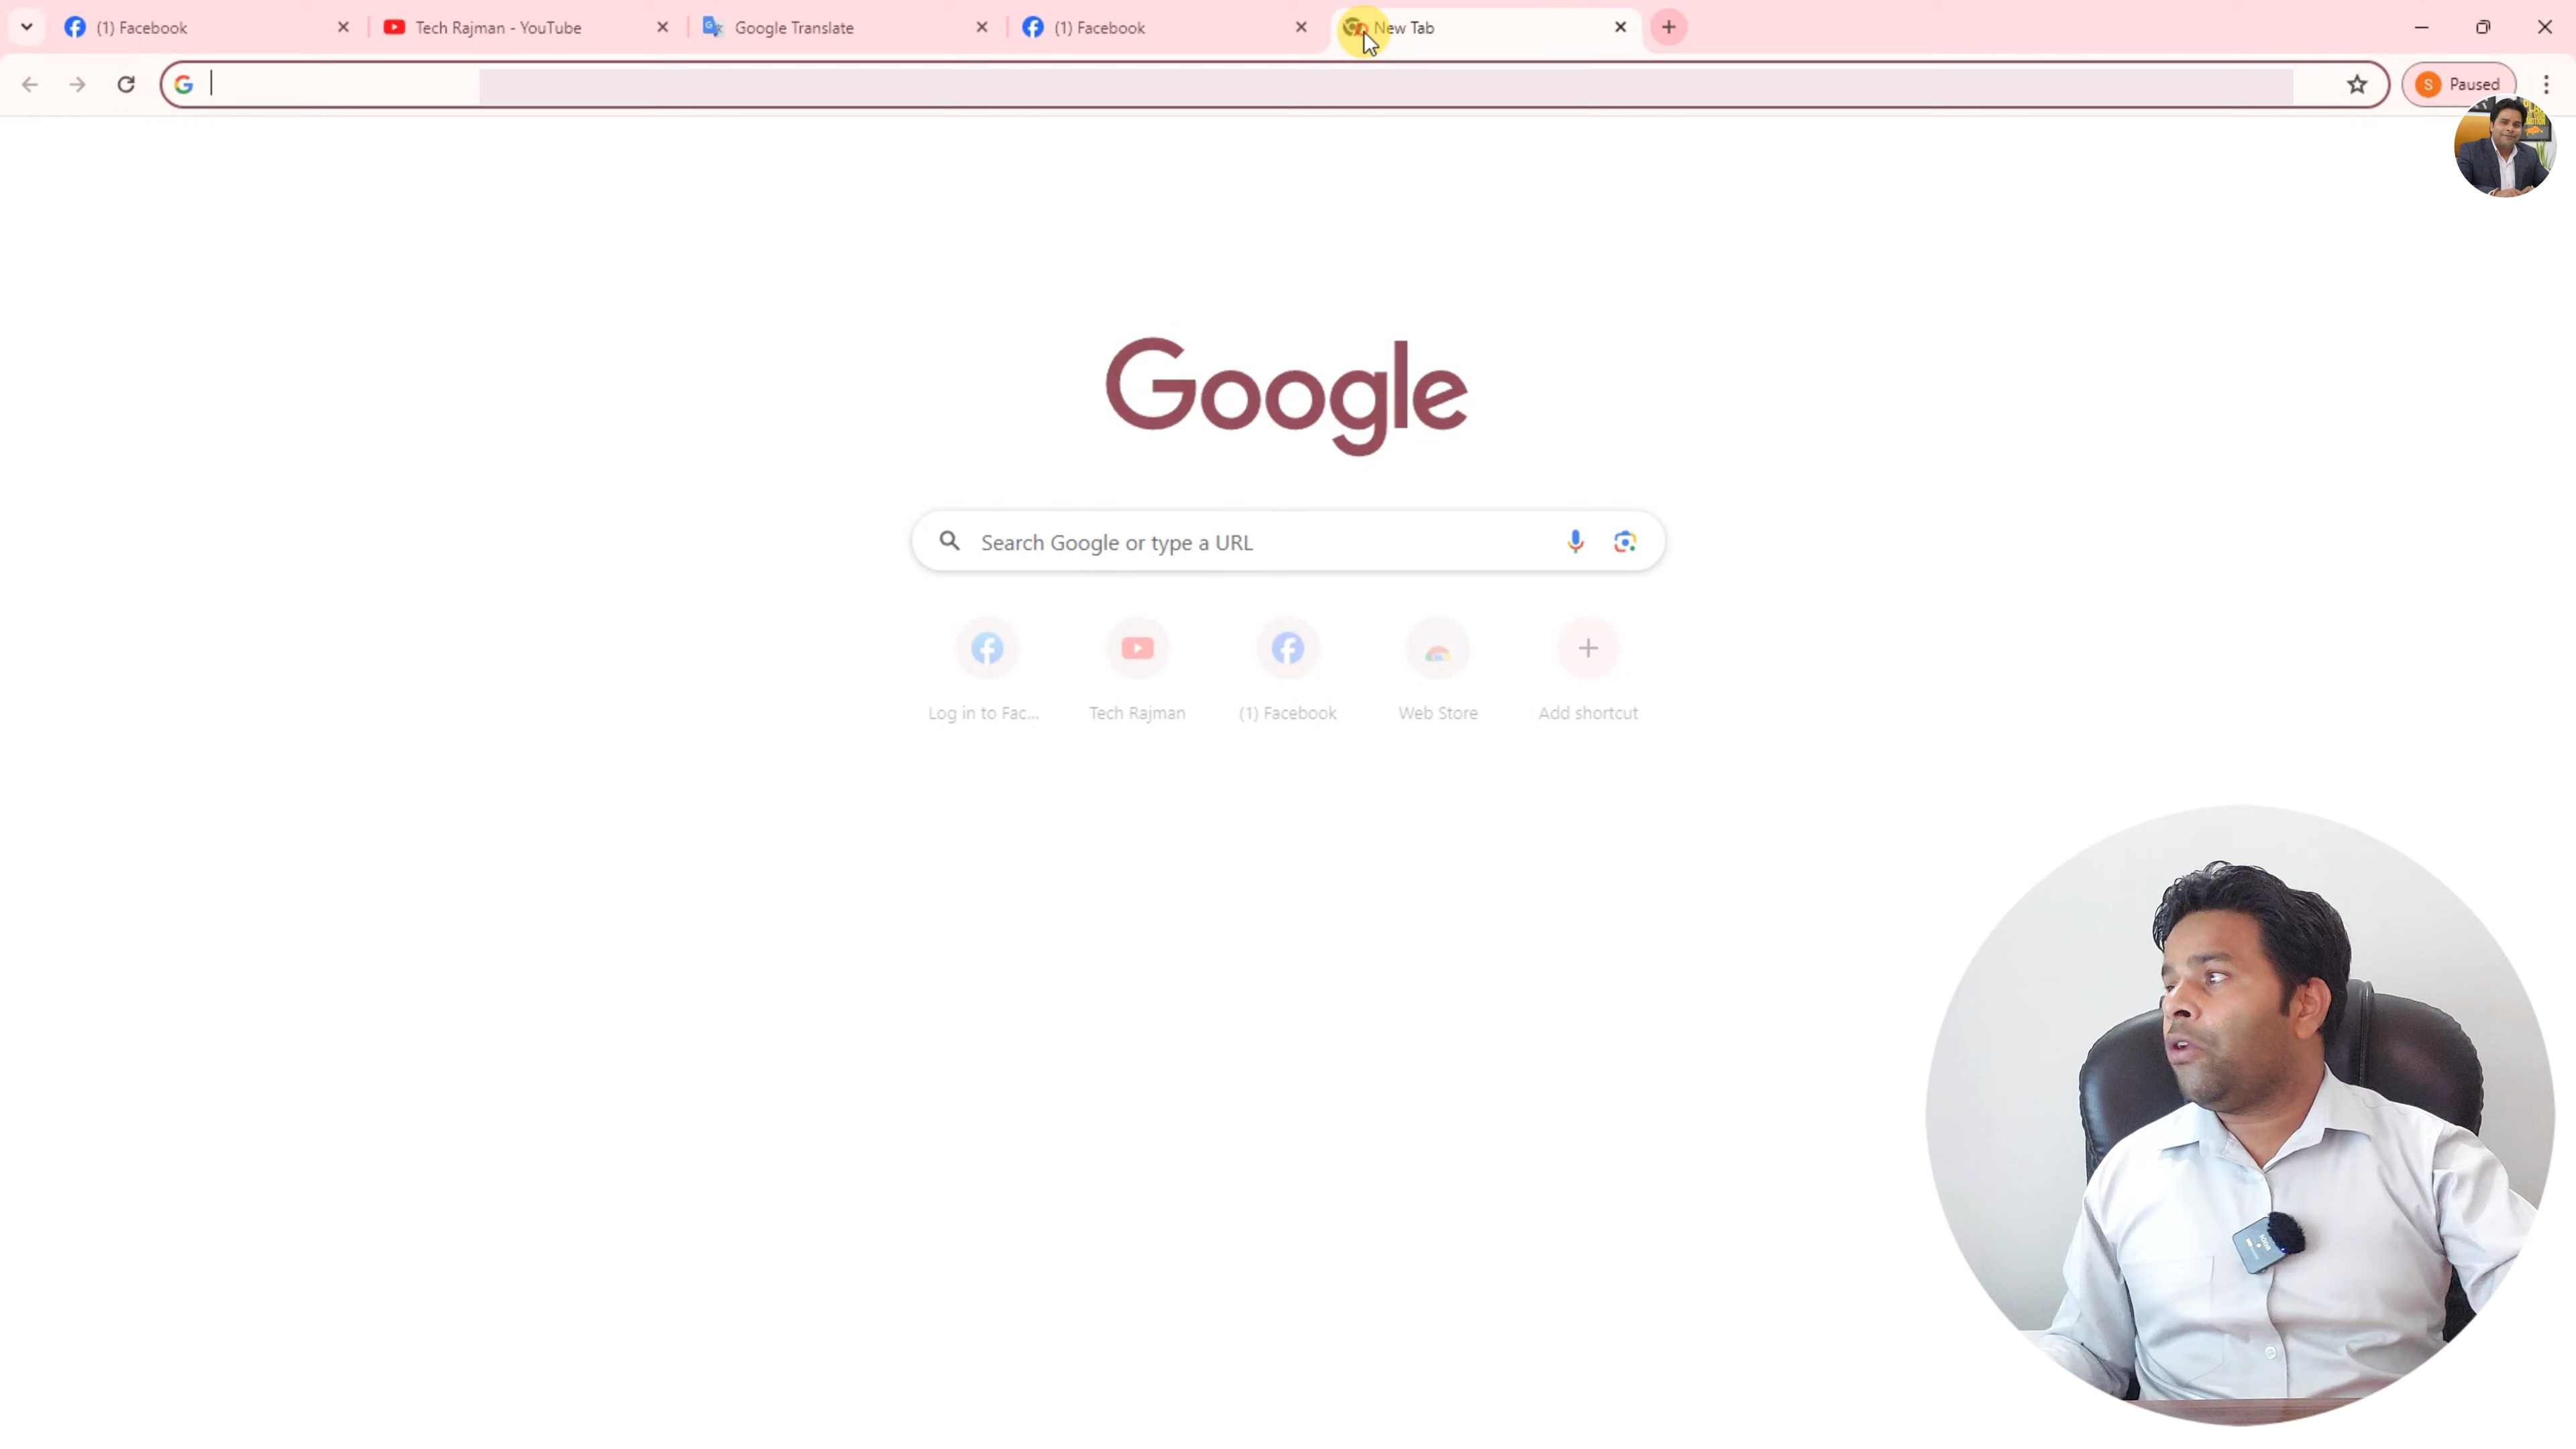 (1) Facebook
Tech Rajman - YouTube
Google Translate
(1) Facebook
New Tab
S Paused
Google
Search Google or type a URL
Log in to Fac...
Tech Rajman
(1) Facebook
Web Store
Add shortcut